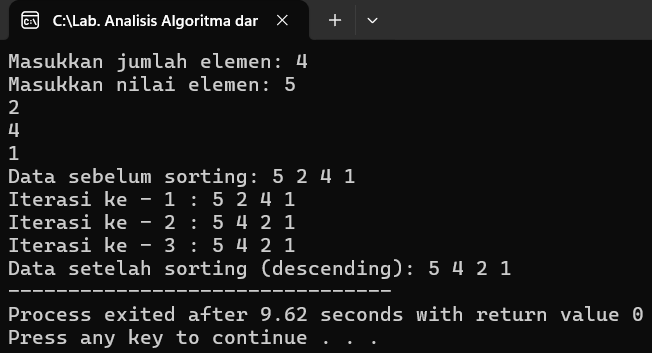 C:\Lab. Analisis Algoritma dar
Masukkan jumlah elemen: 4
Masukkan nilai elemen: 5
2
4
1
Data sebelum sorting: 5 2 4 1
Iterasi ke - 1 : 5 2 4 1
Iterasi ke - 2 : 5 4 2 1
Iterasi ke - 3 : 5 4 2 1
Data setelah sorting (descending): 5 4 2 1
--------------------------------
Process exited after 9.62 seconds with return value 0
Press any key to continue . . .